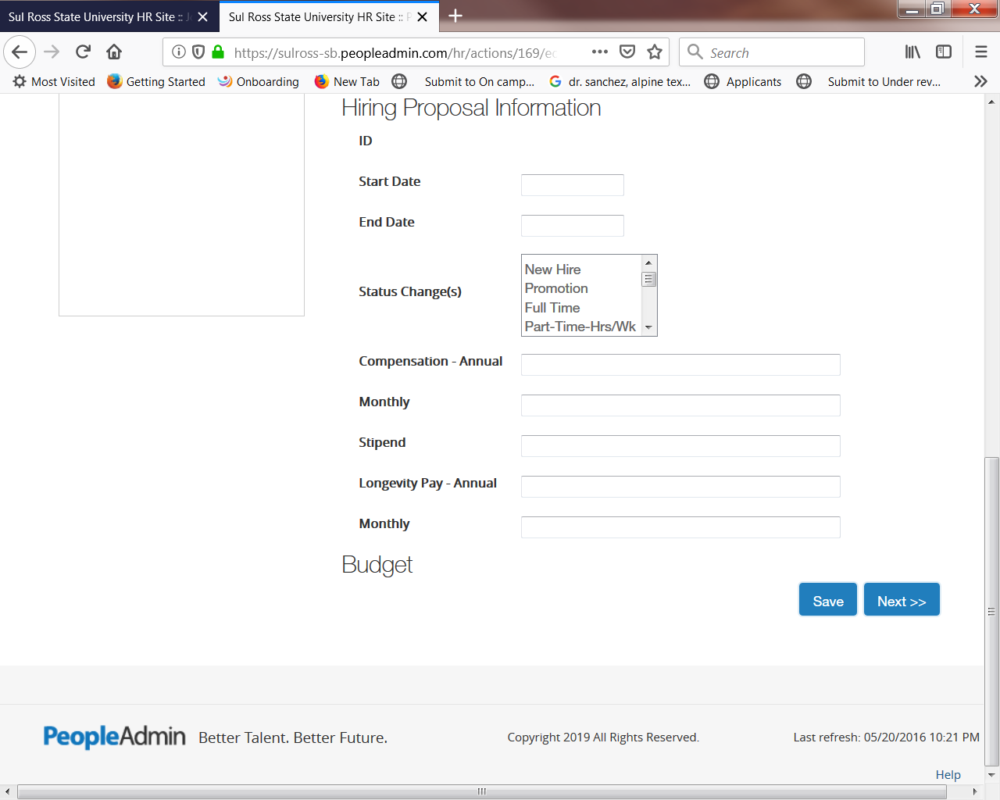 Sul Ross State University HR Site ::
Sul Ross State University HR Site ::
https://sulross-sb.peopleadmin.com/hr/actions/169/ec
Search
Most Visited Getting Started Onboarding New Tab Submit to On camp... dr. sanchez, alpine tex... Applicants Submit to Under rev...
Hiring Proposal Information
ID
Start Date
End Date
Status Change(s)
New Hire
Promotion
Full Time
Part-Time-Hrs/Wk
Compensation - Annual
Monthly
Stipend
Longevity Pay - Annual
Monthly
Budget
Save Next >>
PeopleAdmin Better Talent. Better Future. Copyright 2019 All Rights Reserved. Last refresh: 05/20/2016 10:21 PM
Help